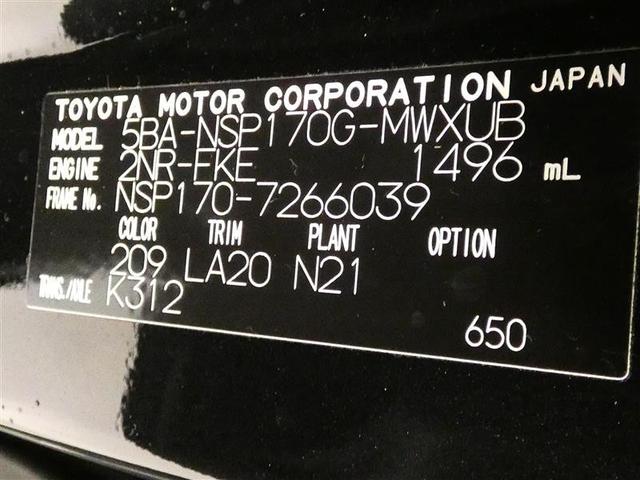 TOYOTA MOTOR CORPORATION JAPAN
MODEL 5BA-NSP170G-MWXUB
ENGINE 2NR-FKE 1496 mL
FRAME No. NSP170-7266039
COLOR TRIM PLANT OPTION
209 LA20 N21
TRANS./AXLE K312
650